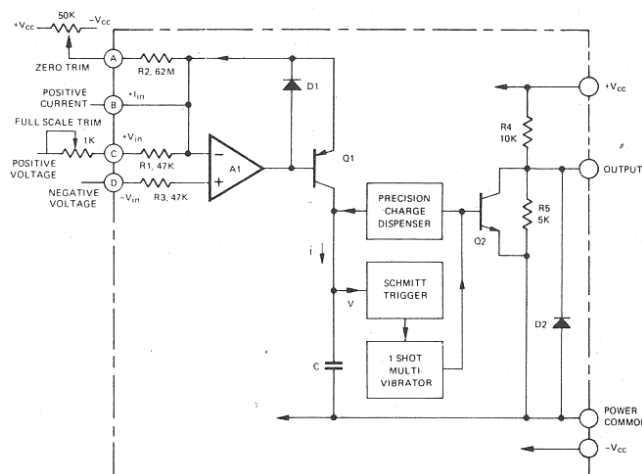 50K
+Vcc
-Vcc
A
ZERO TRIM
R2, 62M
D1
+Vcc
POSITIVE
CURRENT
B
+Iin
R4
10K
FULL SCALE TRIM
1K
C
+Vin
R1, 47K
−
A1
+
Q1
OUTPUT
POSITIVE
VOLTAGE
D
NEGATIVE
VOLTAGE
-Vin
R3, 47K
PRECISION
CHARGE
DISPENSER
Q2
R5
5K
i
V
SCHMITT
TRIGGER
D2
C
1 SHOT
MULTI-
VIBRATOR
POWER
COMMON
-Vcc